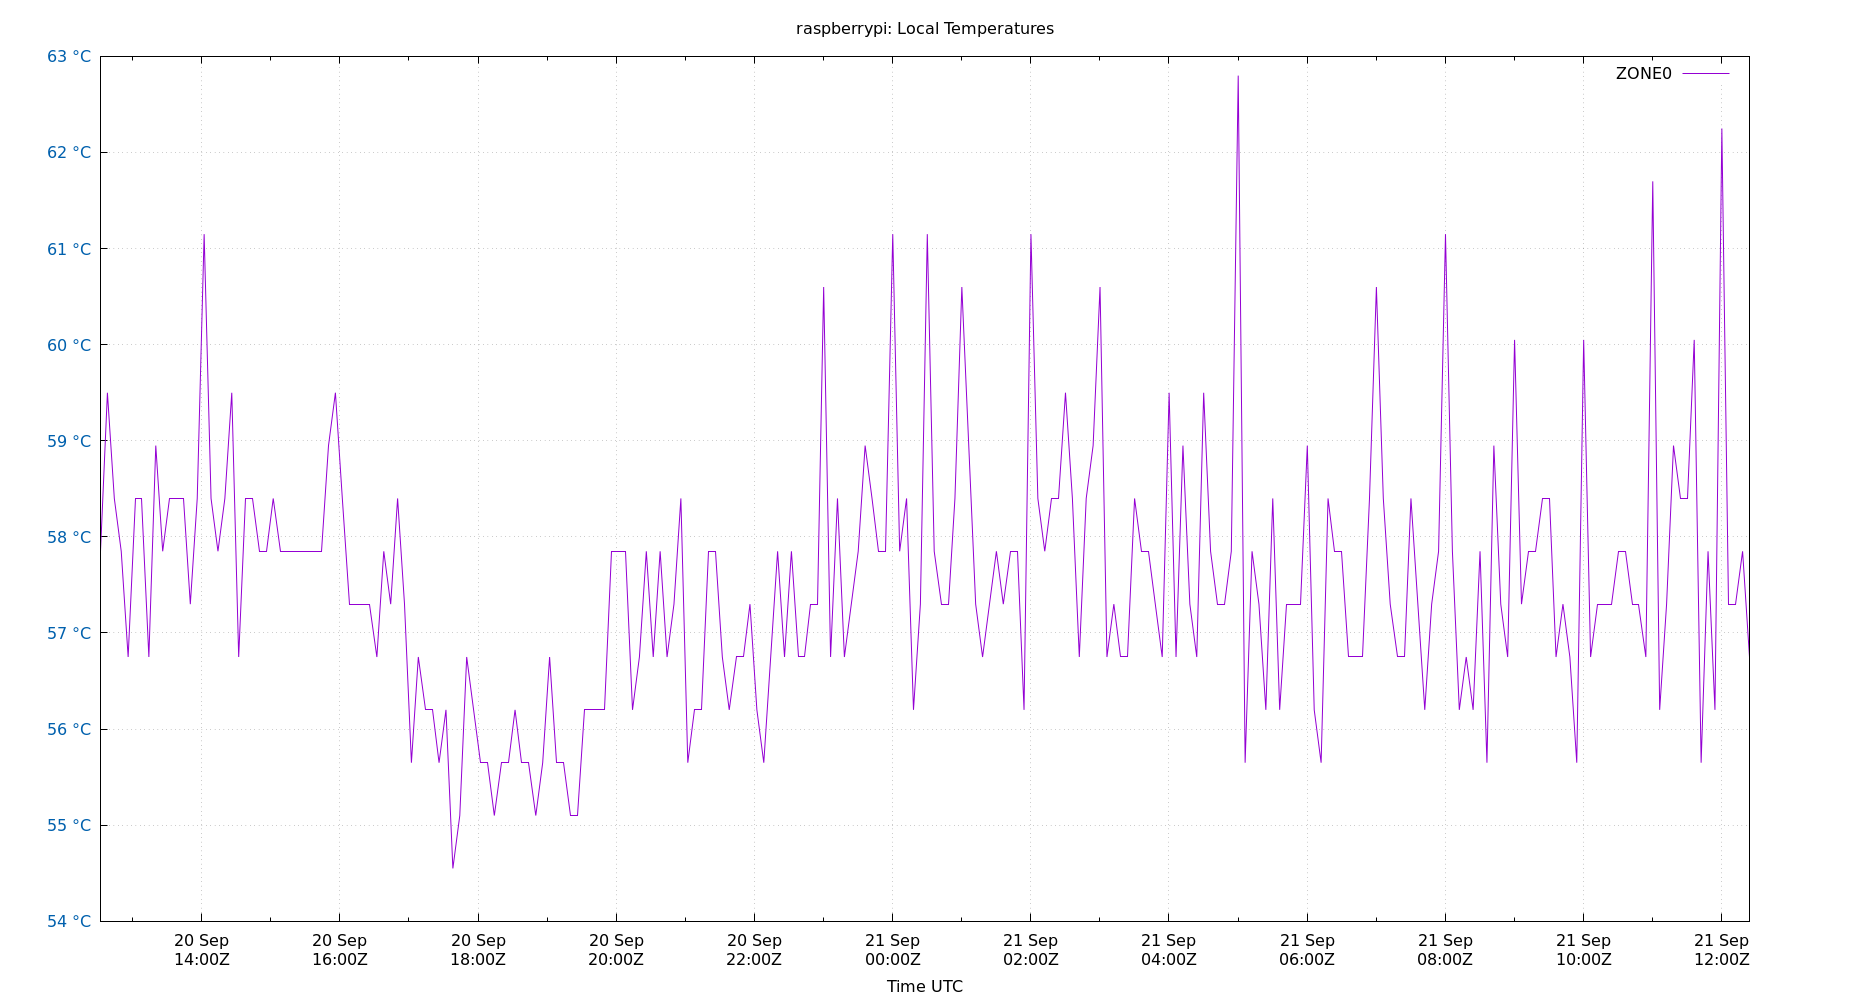 raspberrypi: Local Temperatures
ZONE0
63 °C
62 °C
61 °C
60 °C
59 °C
58 °C
57 °C
56 °C
55 °C
54 °C
20 Sep 20 Sep 20 Sep 20 Sep 20 Sep 21 Sep 21 Sep 21 Sep 21 Sep 21 Sep 21 Sep 21 Sep
14:00Z 16:00Z 18:00Z 20:00Z 22:00Z 00:00Z 02:00Z 04:00Z 06:00Z 08:00Z 10:00Z 12:00Z
Time UTC